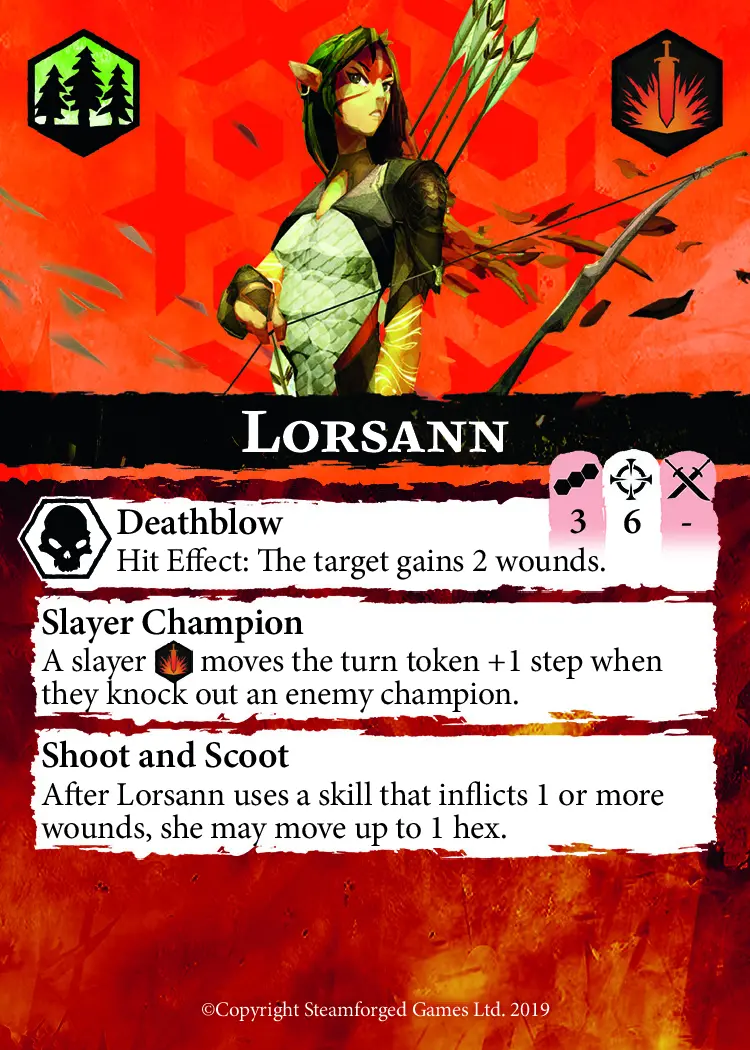 Lorsann
3 6 -
Deathblow
Hit Effect: The target gains 2 wounds.
Slayer Champion
A slayer moves the turn token +1 step when
they knock out an enemy champion.
Shoot and Scoot
After Lorsann uses a skill that inflicts 1 or more
wounds, she may move up to 1 hex.
©Copyright Steamforged Games Ltd. 2019